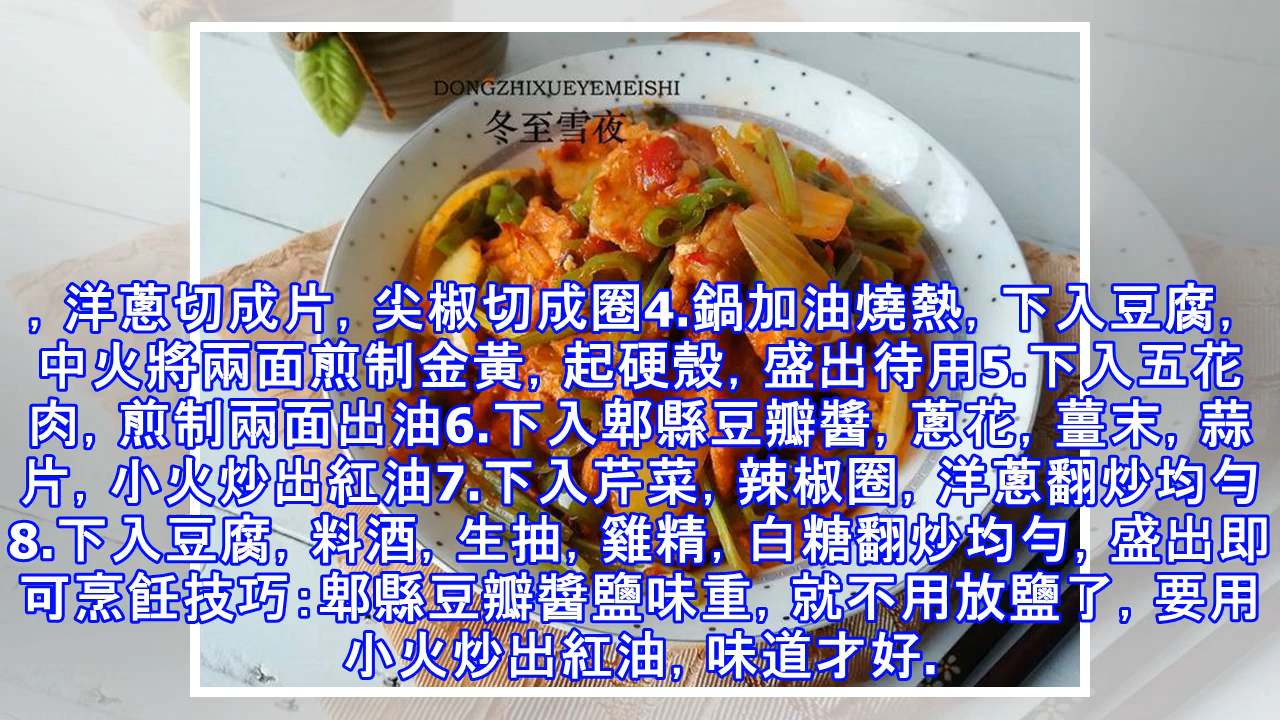 DONGZHIXUEYEMEISHI
冬至雪夜
, 洋蔥切成片, 尖椒切成圈4.鍋加油燒熱, 下入豆腐,
中火將兩面煎制金黃, 起硬殼, 盛出待用5.下入五花
肉, 煎制兩面出油6.下入郫縣豆瓣醬, 蔥花, 薑末, 蒜
片, 小火炒出紅油7.下入芹菜, 辣椒圈, 洋蔥翻炒均勻
8.下入豆腐, 料酒, 生抽, 雞精, 白糖翻炒均勻, 盛出即
可烹飪技巧:郫縣豆瓣醬鹽味重, 就不用放鹽了, 要用
小火炒出紅油, 味道才好.